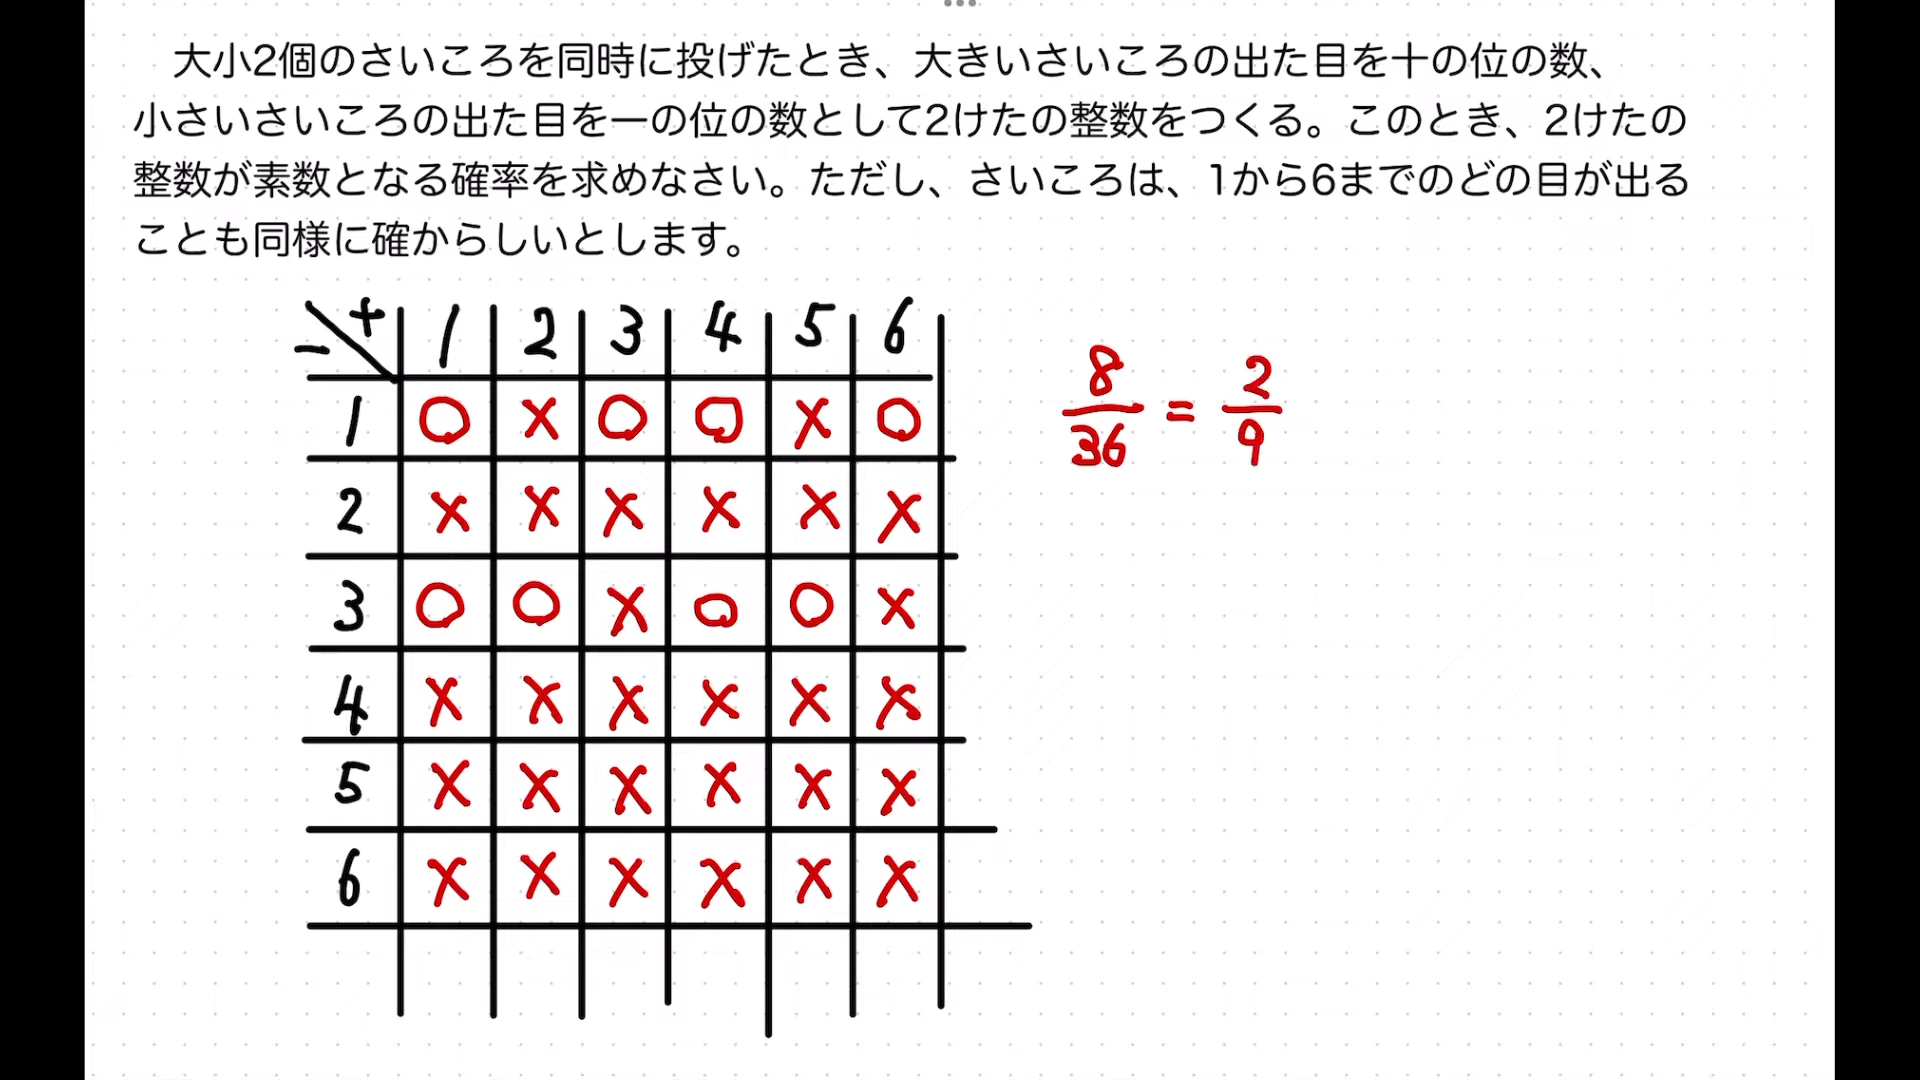 大小2個のさいころを同時に投げたとき、大きいさいころの出た目を十の位の数、
小さいさいころの出た目を一の位の数として2けたの整数をつくる。このとき、2けたの
整数が素数となる確率を求めなさい。ただし、さいころは、1から6までのどの目が出る
ことも同様に確からしいとします。
一 十 1 2 3 4 5 6
1 ○ × ○ ○ × ○
2 × × × × × ×
3 ○ ○ × ○ ○ ×
4 × × × × × ×
5 × × × × × ×
6 × × × × × ×
8/36 = 2/9